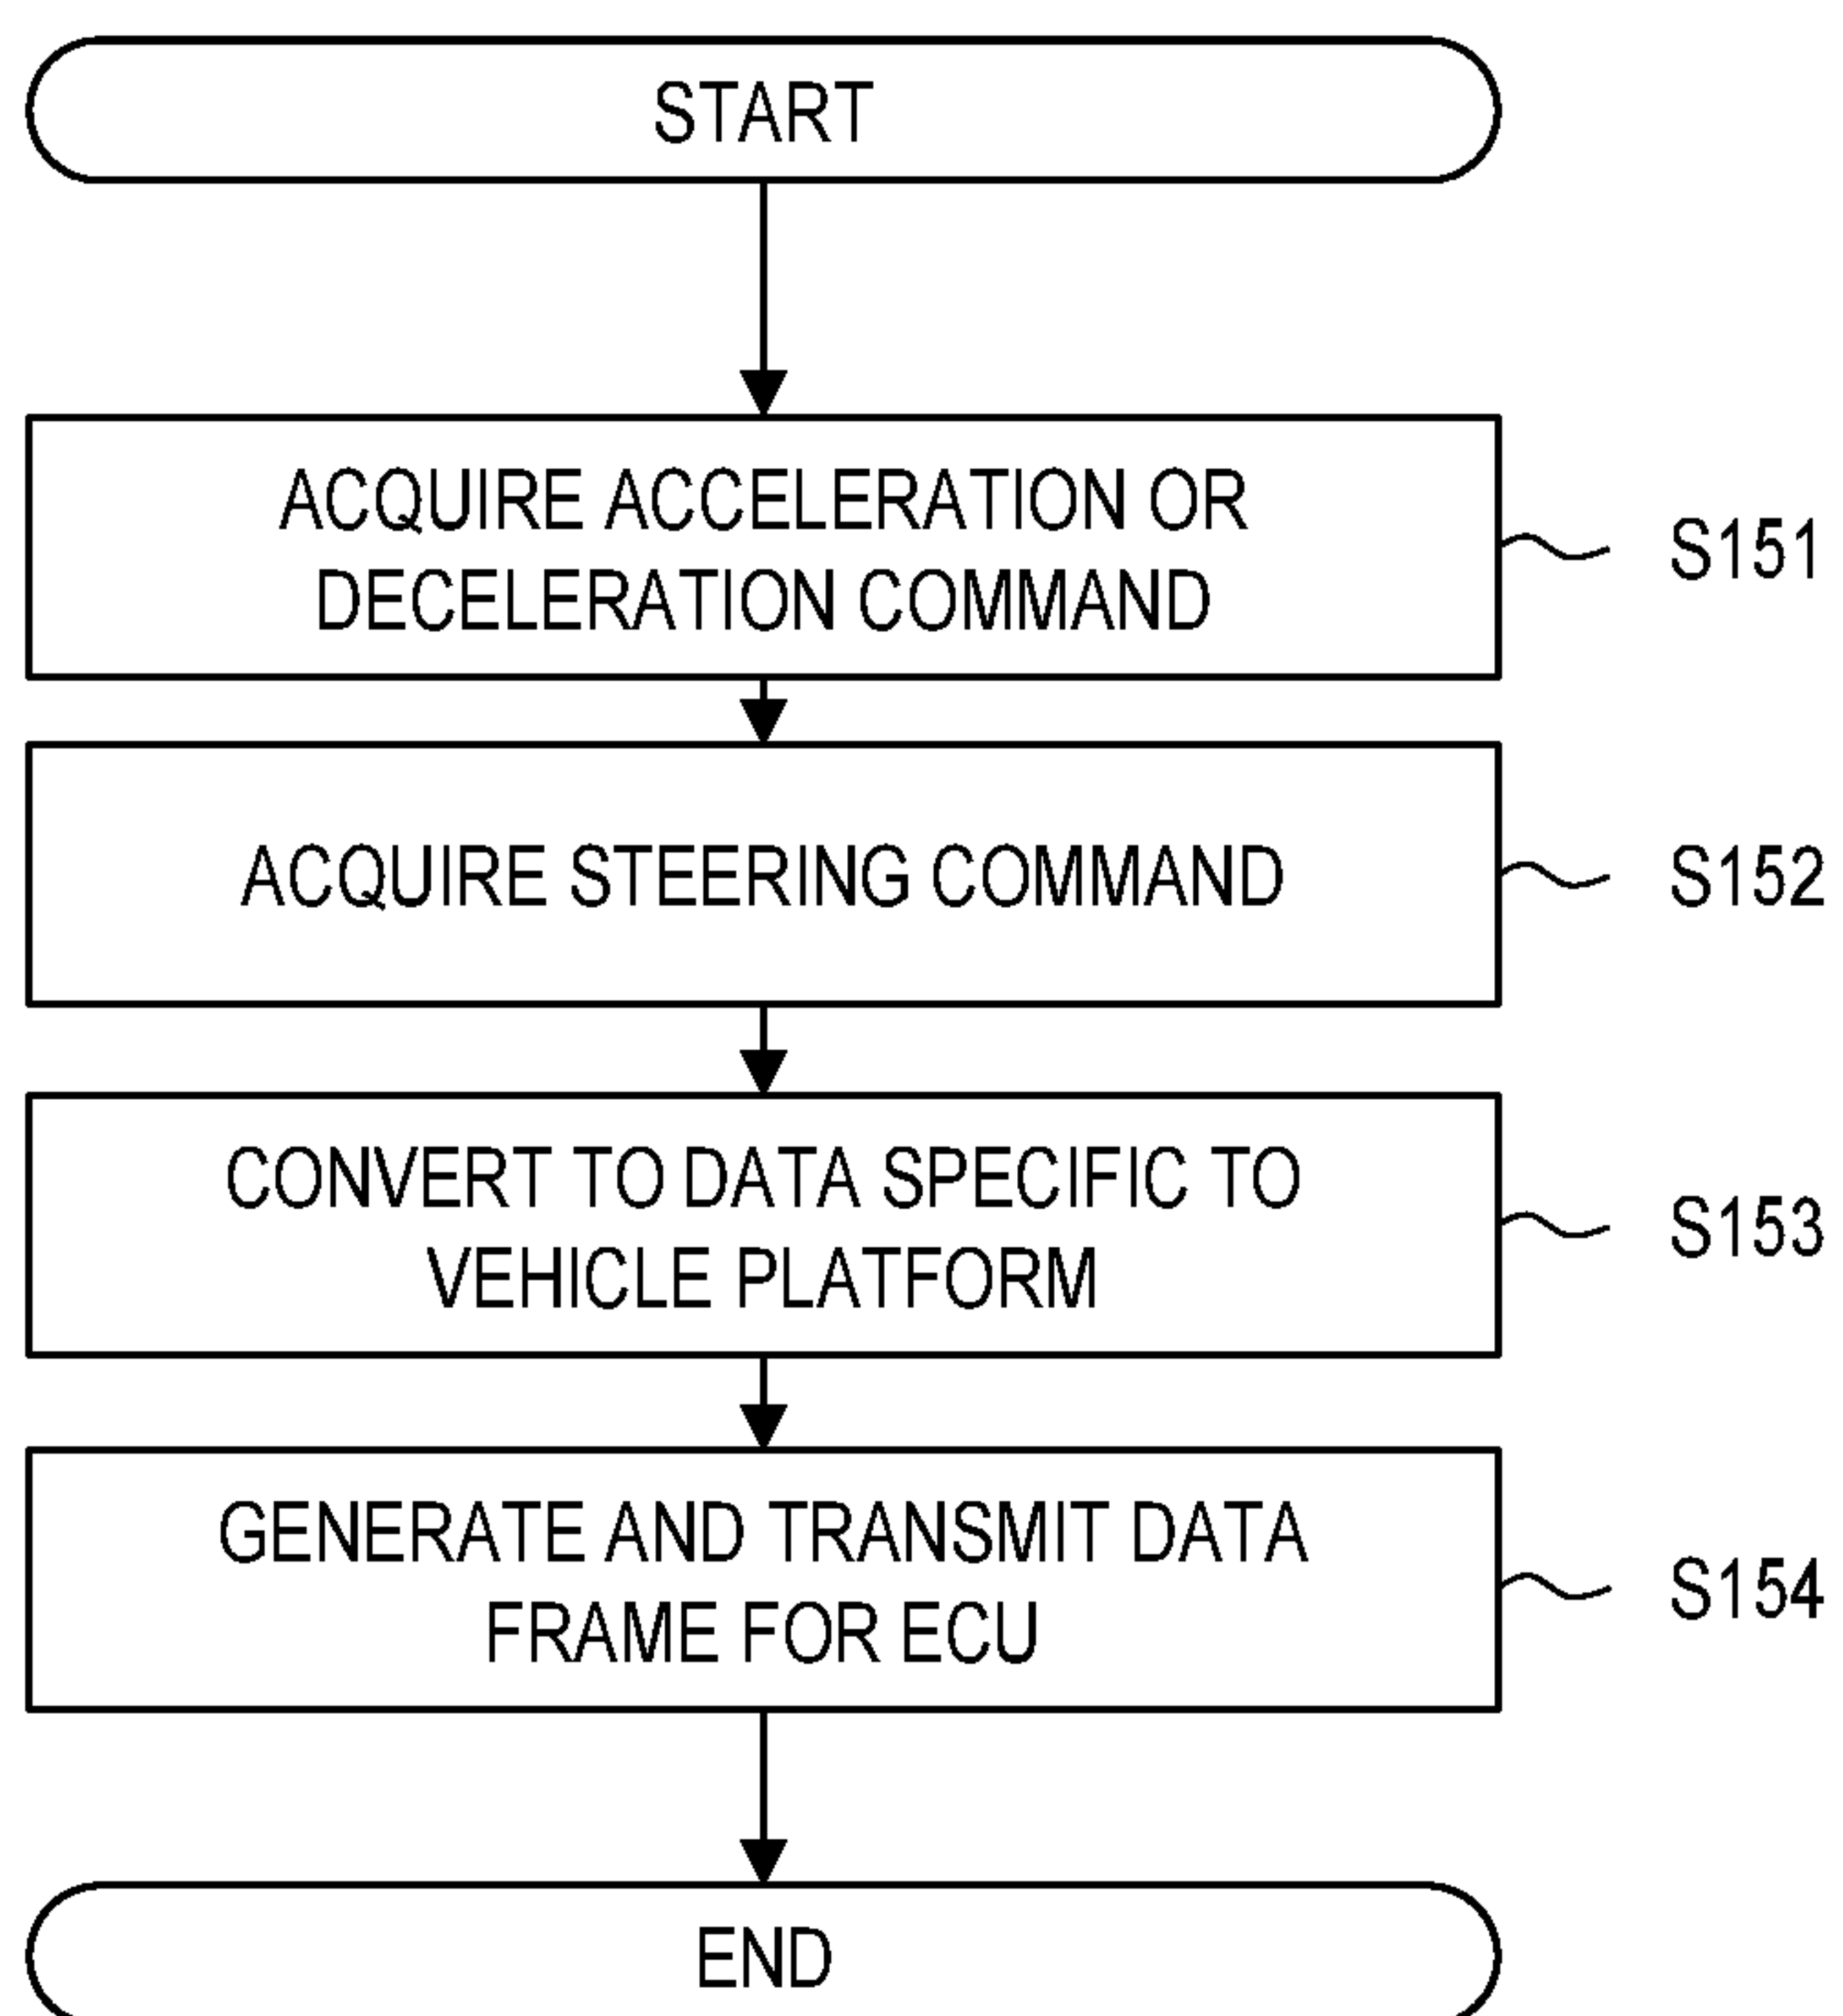 START
ACQUIRE ACCELERATION OR
DECELERATION COMMAND
S151
ACQUIRE STEERING COMMAND
S152
CONVERT TO DATA SPECIFIC TO
VEHICLE PLATFORM
S153
GENERATE AND TRANSMIT DATA
FRAME FOR ECU
S154
END